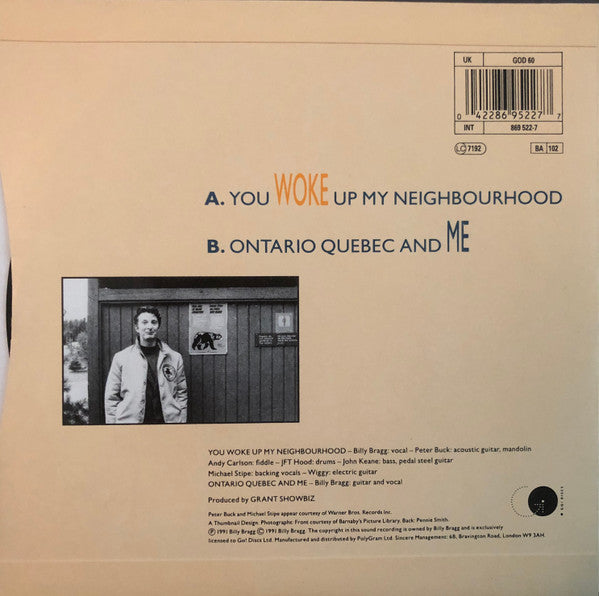 UK GOD 60
0 42286 95227 7
INT 869 522-7
LC 7192 BA 102
A. YOU WOKE UP MY NEIGHBOURHOOD
B. ONTARIO QUEBEC AND ME
YOU WOKE UP MY NEIGHBOURHOOD – Billy Bragg: vocal – Peter Buck: acoustic guitar, mandolin
Andy Carlson: fiddle – JFT Hood: drums – John Keane: bass, pedal steel guitar
Michael Stipe: backing vocals – Wiggy: electric guitar
ONTARIO QUEBEC AND ME – Billy Bragg: guitar and vocal
Produced by GRANT SHOWBIZ
Peter Buck and Michael Stipe appear courtesy of Warner Bros. Records Inc.
A Thumbnail Design. Photographs: Front courtesy of Barnaby's Picture Library. Back: Pennie Smith.
Ⓟ 1991 Billy Bragg © 1991 Billy Bragg. The copyright in this sound recording is owned by Billy Bragg and is exclusively
licensed to Go! Discs Ltd. Manufactured and distributed by PolyGram Ltd. Sincere Management: 6B, Bravington Road, London W9 3AH.